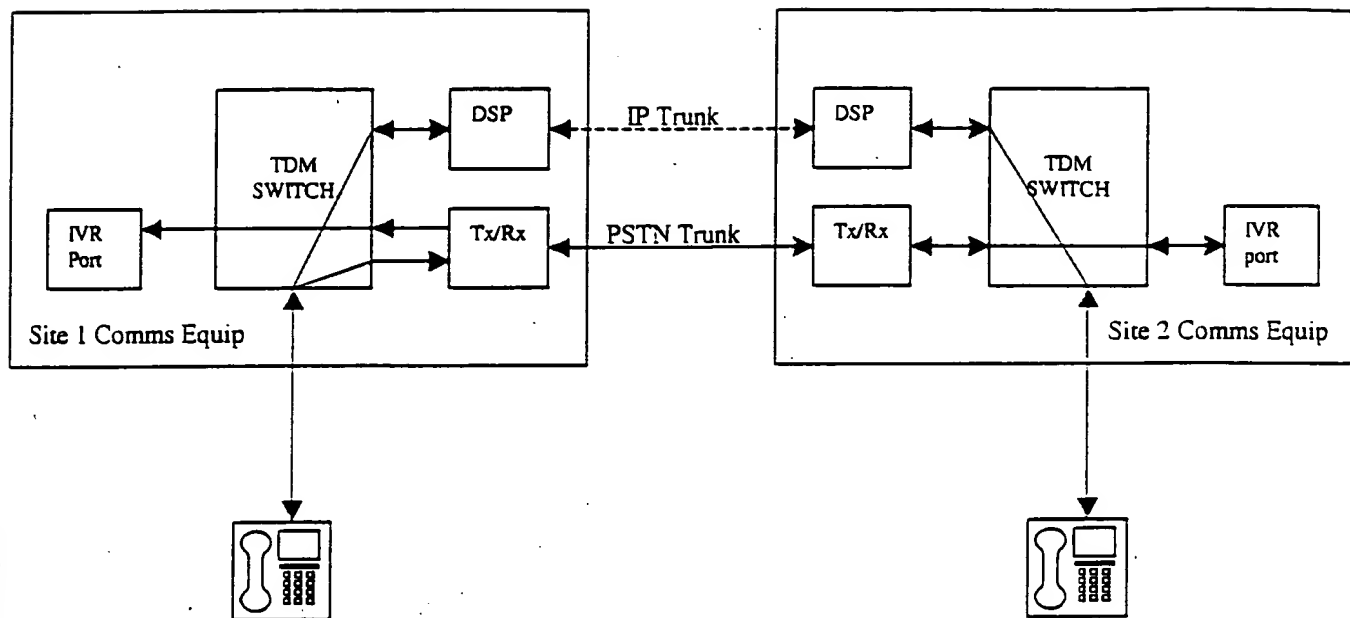 DSP
IP Trunk
DSP
TDM
SWITCH
TDM
SWITCH
IVR
Port
Tx/Rx
PSTN Trunk
Tx/Rx
IVR
port
Site 1 Comms Equip
Site 2 Comms Equip